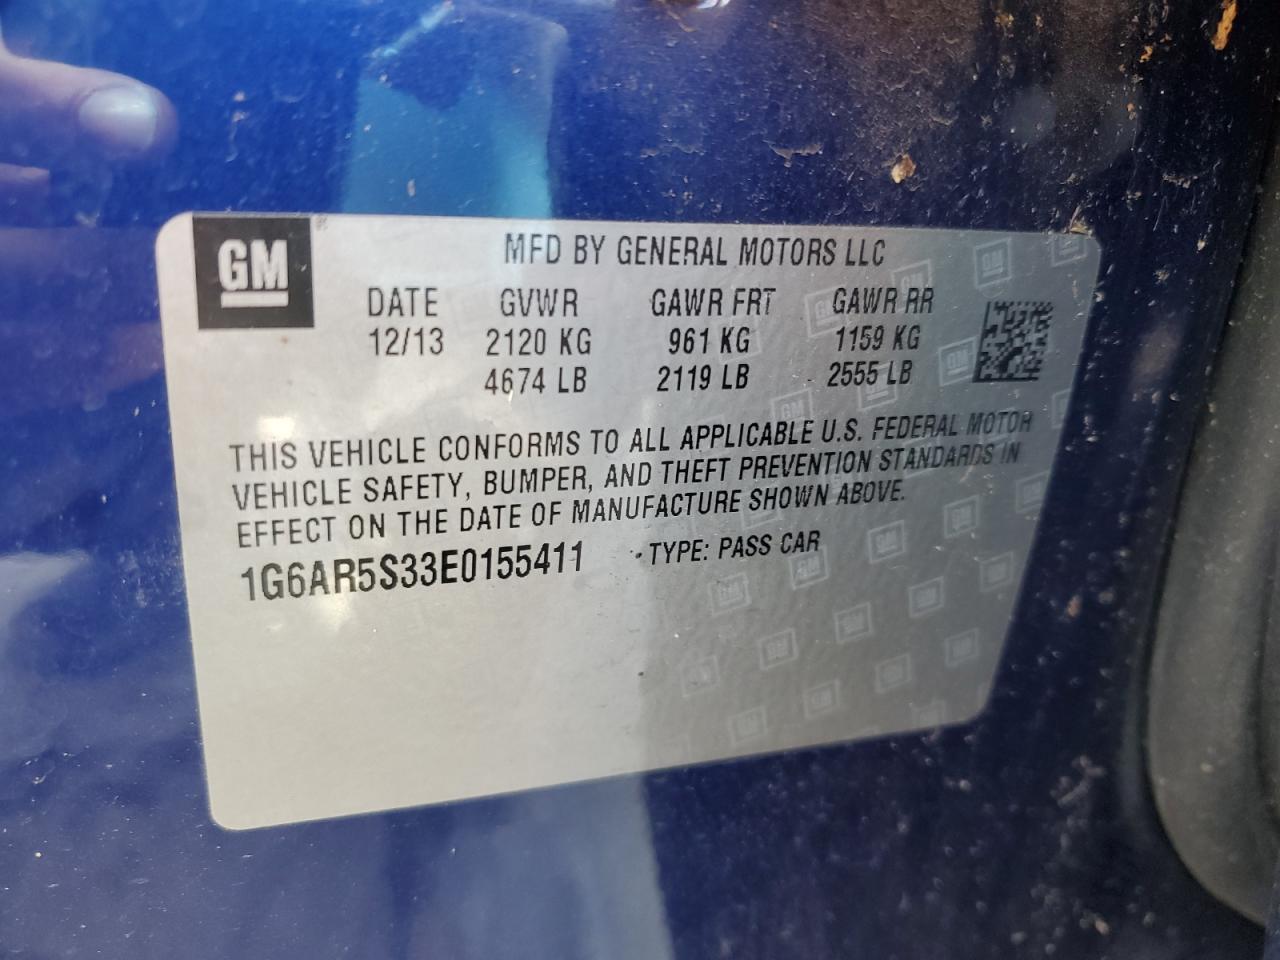 GM
MFD BY GENERAL MOTORS LLC
DATE GVWR GAWR FRT GAWR RR
12/13 2120 KG 961 KG 1159 KG
4674 LB 2119 LB 2555 LB
THIS VEHICLE CONFORMS TO ALL APPLICABLE U.S. FEDERAL MOTOR
VEHICLE SAFETY, BUMPER, AND THEFT PREVENTION STANDARDS IN
EFFECT ON THE DATE OF MANUFACTURE SHOWN ABOVE.
1G6AR5S33E0155411 TYPE: PASS CAR